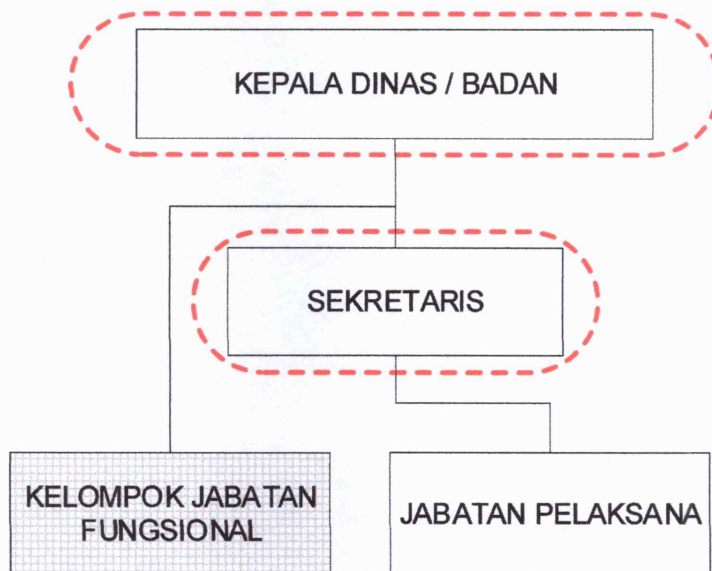 KEPALA DINAS / BADAN
SEKRETARIS
KELOMPOK JABATAN
FUNGSIONAL
JABATAN PELAKSANA